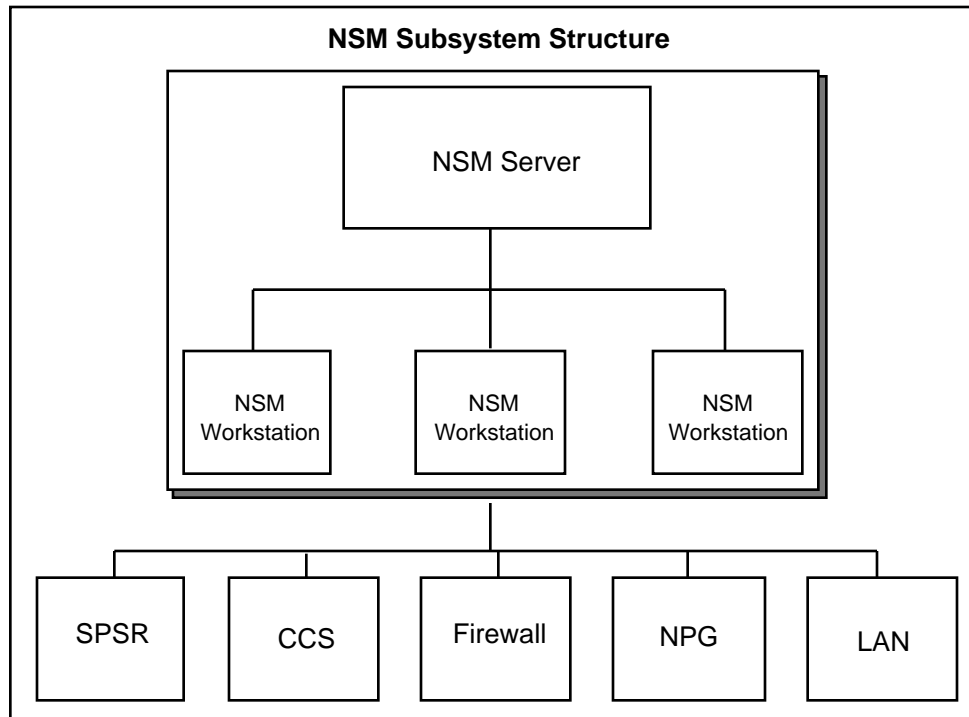 NSM Subsystem Structure
NSM Server
NSM
Workstation
NSM
Workstation
NSM
Workstation
SPSR
CCS
Firewall
NPG
LAN